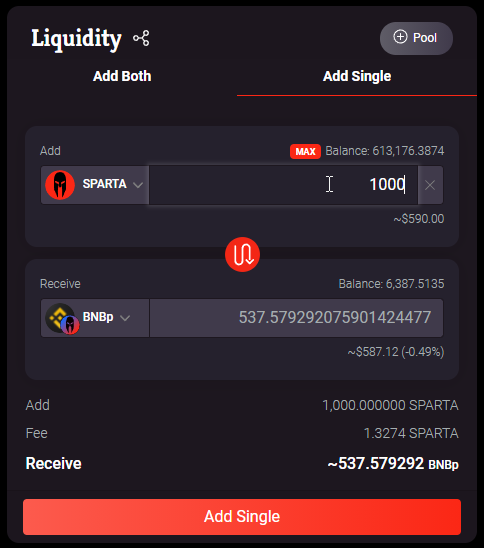 Liquidity
Pool
Add Both
Add Single
Add
MAX Balance: 613,176.3874
SPARTA
1000
~$590.00
Receive
Balance: 6,387.5135
BNBp
537.579292075901424477
~$587.12 (-0.49%)
Add
1,000.000000 SPARTA
Fee
1.3274 SPARTA
Receive
~537.579292 BNBp
Add Single